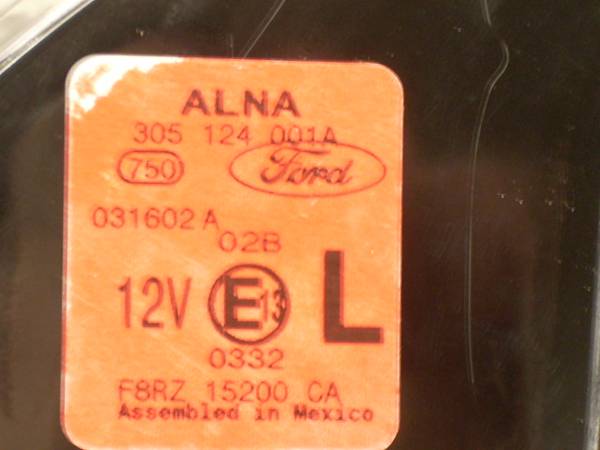 ALNA
305 124 001A
750 Ford
031602 A
02B
12V E13 L
0332
F8RZ 15200 CA
Assembled in Mexico